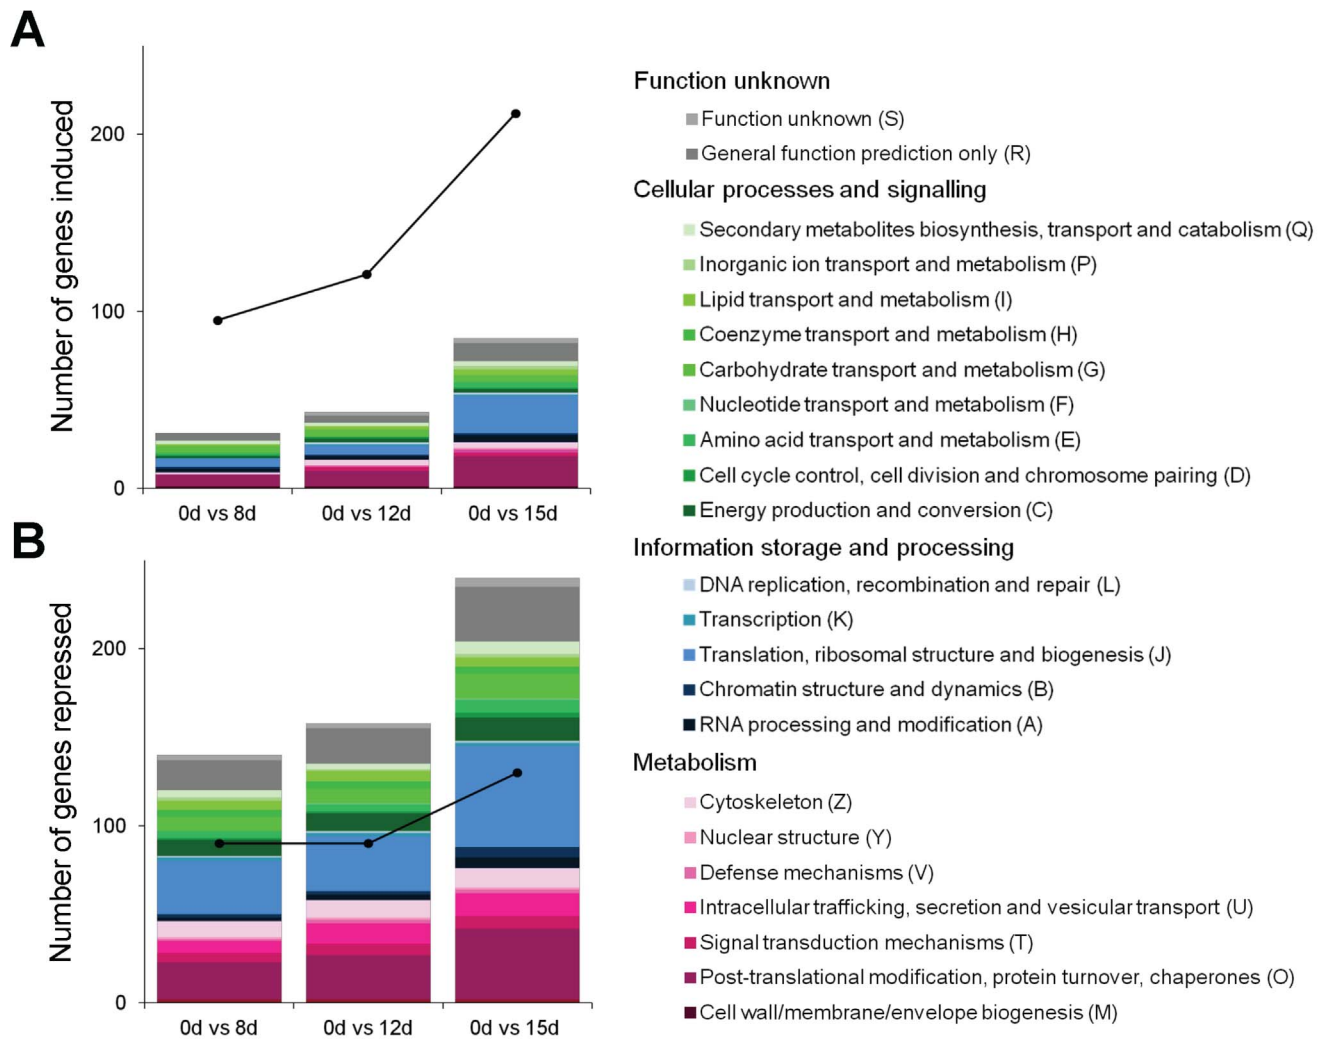 A
Number of genes induced
200
100
0
0d vs 8d
0d vs 12d
0d vs 15d
B
Number of genes repressed
200
100
0
0d vs 8d
0d vs 12d
0d vs 15d
Function unknown
Function unknown (S)
General function prediction only (R)
Cellular processes and signalling
Secondary metabolites biosynthesis, transport and catabolism (Q)
Inorganic ion transport and metabolism (P)
Lipid transport and metabolism (I)
Coenzyme transport and metabolism (H)
Carbohydrate transport and metabolism (G)
Nucleotide transport and metabolism (F)
Amino acid transport and metabolism (E)
Cell cycle control, cell division and chromosome pairing (D)
Energy production and conversion (C)
Information storage and processing
DNA replication, recombination and repair (L)
Transcription (K)
Translation, ribosomal structure and biogenesis (J)
Chromatin structure and dynamics (B)
RNA processing and modification (A)
Metabolism
Cytoskeleton (Z)
Nuclear structure (Y)
Defense mechanisms (V)
Intracellular trafficking, secretion and vesicular transport (U)
Signal transduction mechanisms (T)
Post-translational modification, protein turnover, chaperones (O)
Cell wall/membrane/envelope biogenesis (M)